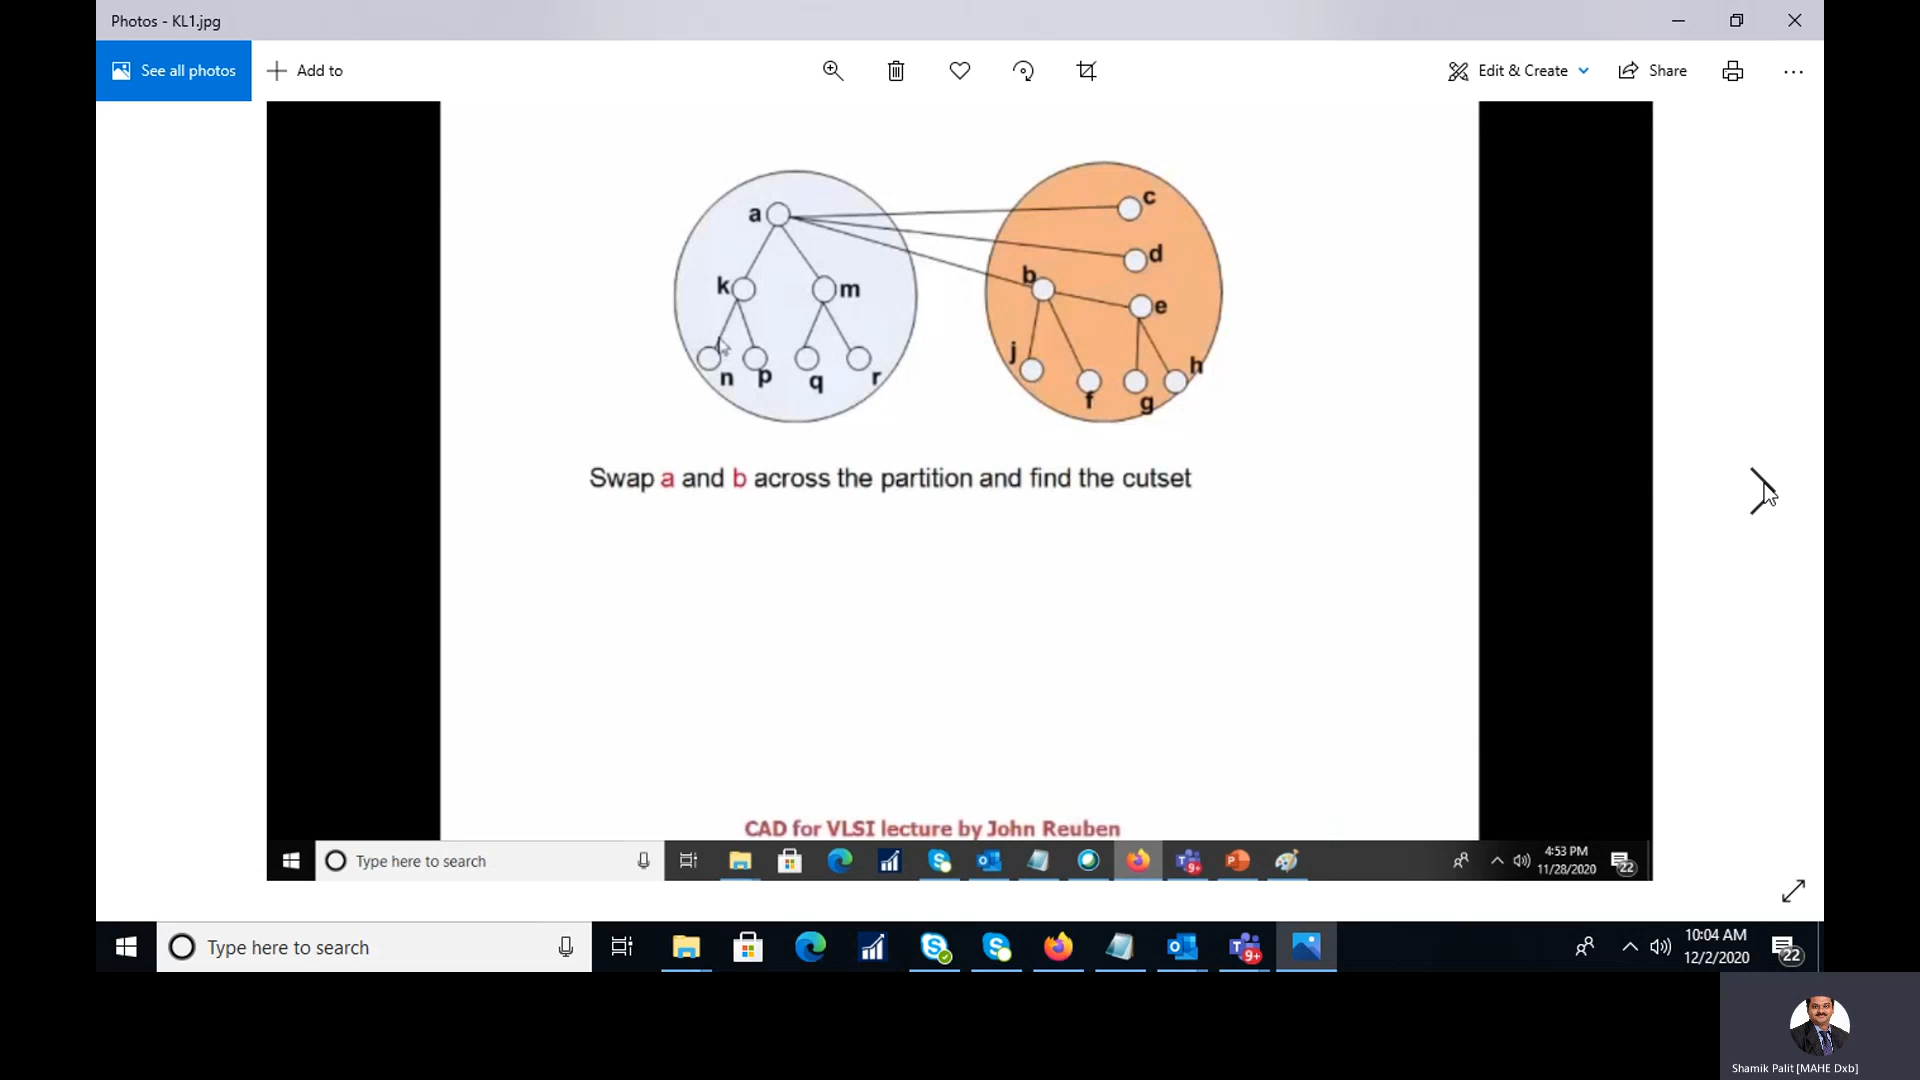 Photos - KL1.jpg
See all photos
Add to
Edit & Create
Share
a
c
d
b
k
m
e
j
h
n
p
q
r
f
g
Swap a and b across the partition and find the cutset
CAD for VLSI lecture by John Reuben
Type here to search
9+
4:53 PM
11/28/2020
22
Type here to search
9+
10:04 AM
12/2/2020
22
Shamik Palit [MAHE Dxb]